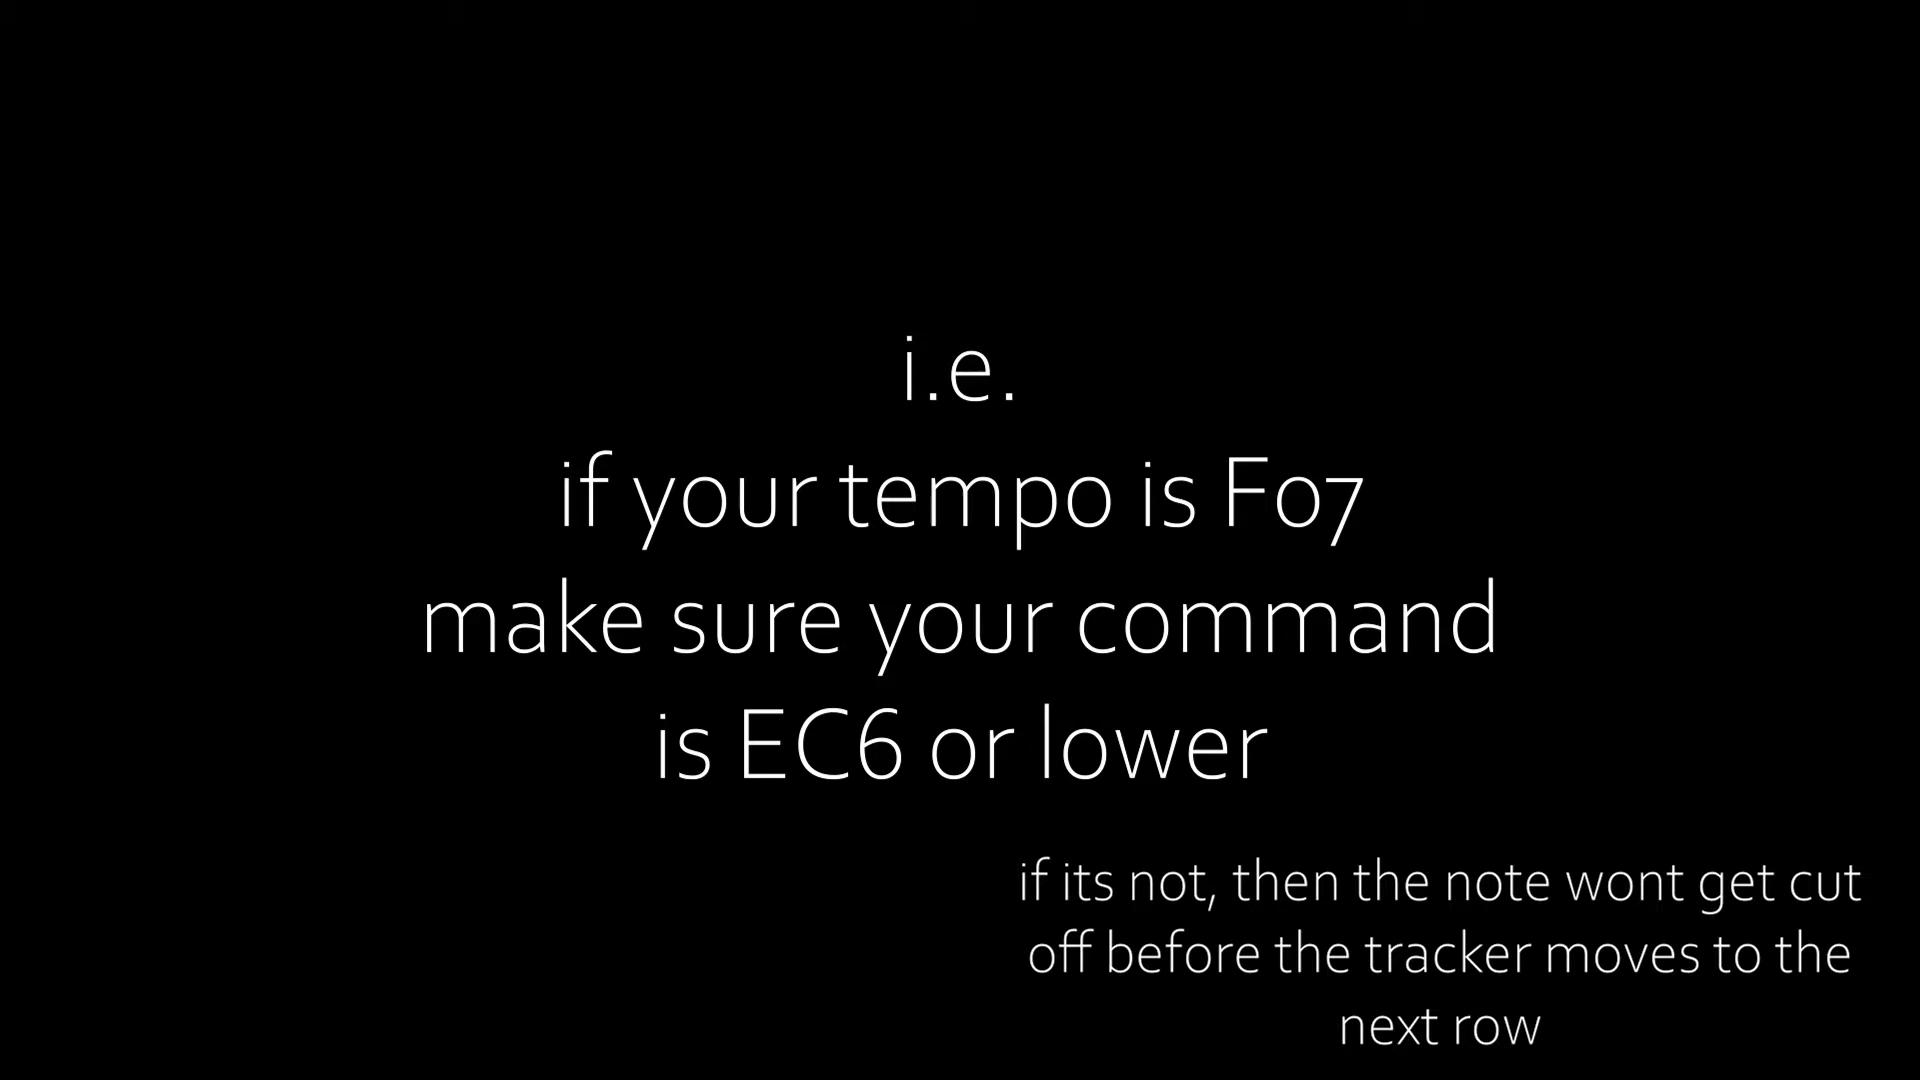 i.e.
if your tempo is F07
make sure your command
is EC6 or lower
if its not, then the note wont get cut
off before the tracker moves to the
next row